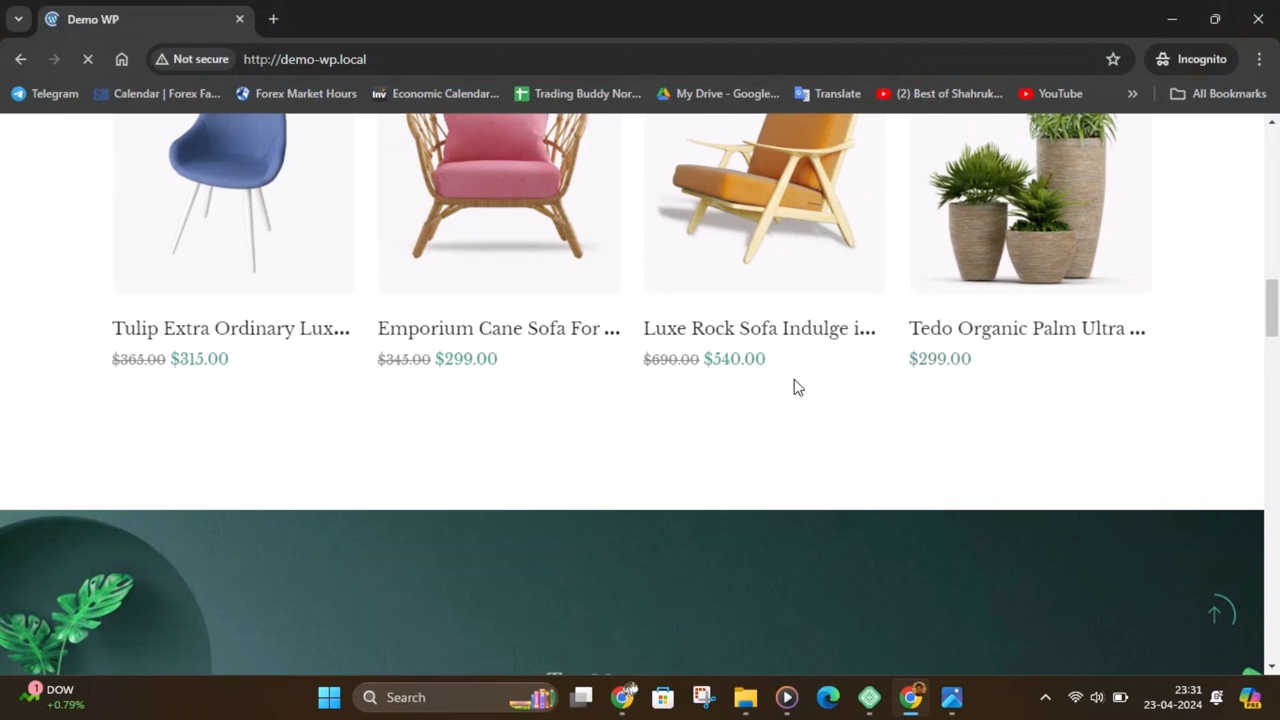 Demo WP
Not secure
http://demo-wp.local
Incognito
Telegram
Calendar | Forex Fa...
Forex Market Hours
Inv
Economic Calendar...
Trading Buddy Nor...
My Drive - Google...
Translate
(2) Best of Shahruk...
YouTube
All Bookmarks
Tulip Extra Ordinary Lux...
Emporium Cane Sofa For ...
Luxe Rock Sofa Indulge i...
Tedo Organic Palm Ultra ...
$365.00 $315.00
$345.00 $299.00
$690.00 $540.00
$299.00
1
DOW
+0.79%
Search
23:31
23-04-2024
PRE